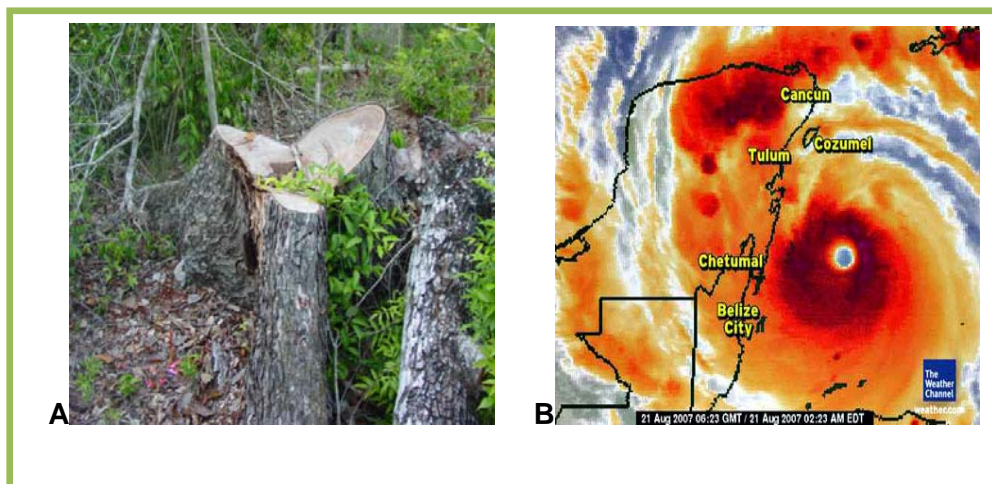 A
B
Cancun
Cozumel
Tulum
Chetumal
Belize
City
The
Weather
Channel
weather.com
21 Aug 2007 06:23 GMT / 21 Aug 2007 02:23 AM EDT